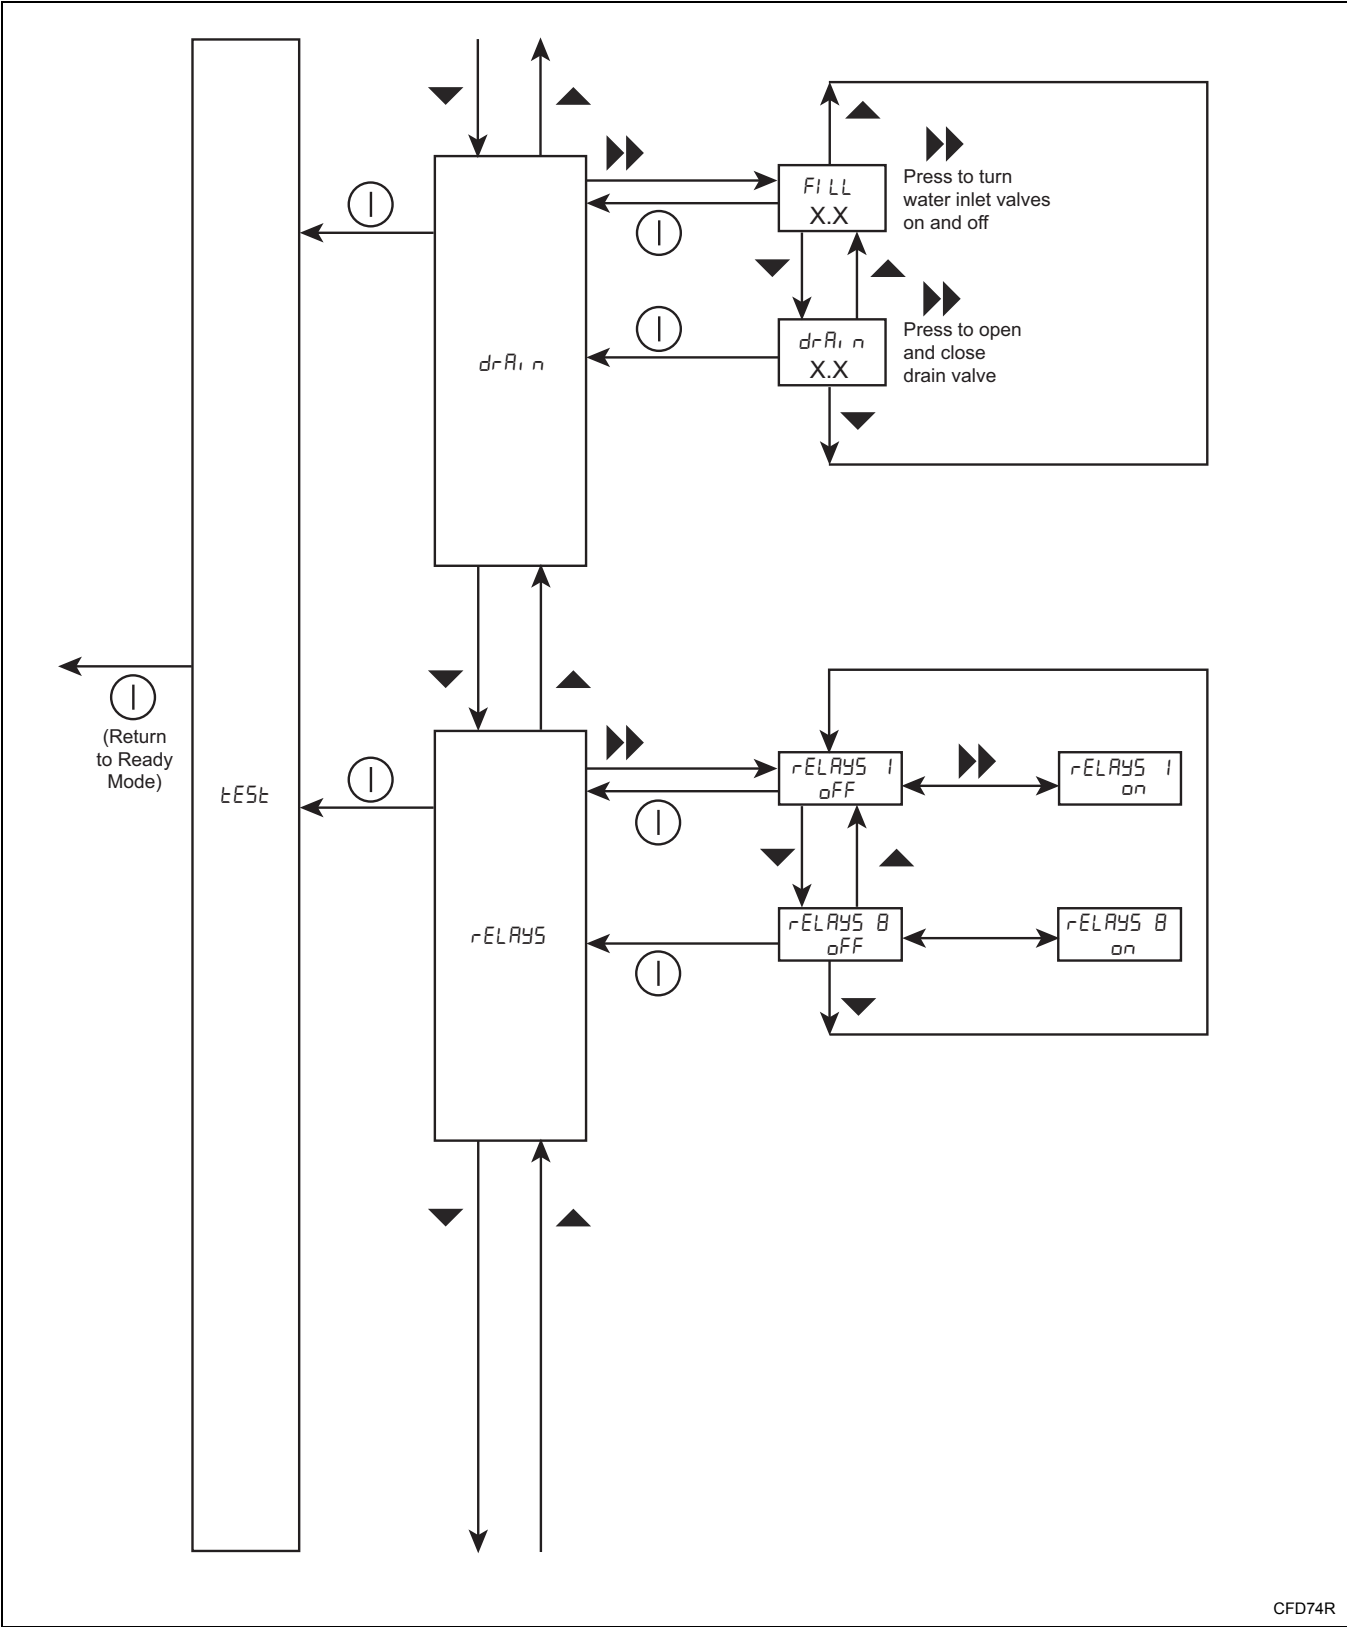 FILL
X.X
Press to turn
water inlet valves
on and off
drAin
X.X
Press to open
and close
drain valve
drAin
(Return
to Ready
Mode)
tESt
rELAYS 1
oFF
rELAYS 1
on
rELAYS
rELAYS 8
oFF
rELAYS 8
on
CFD74R